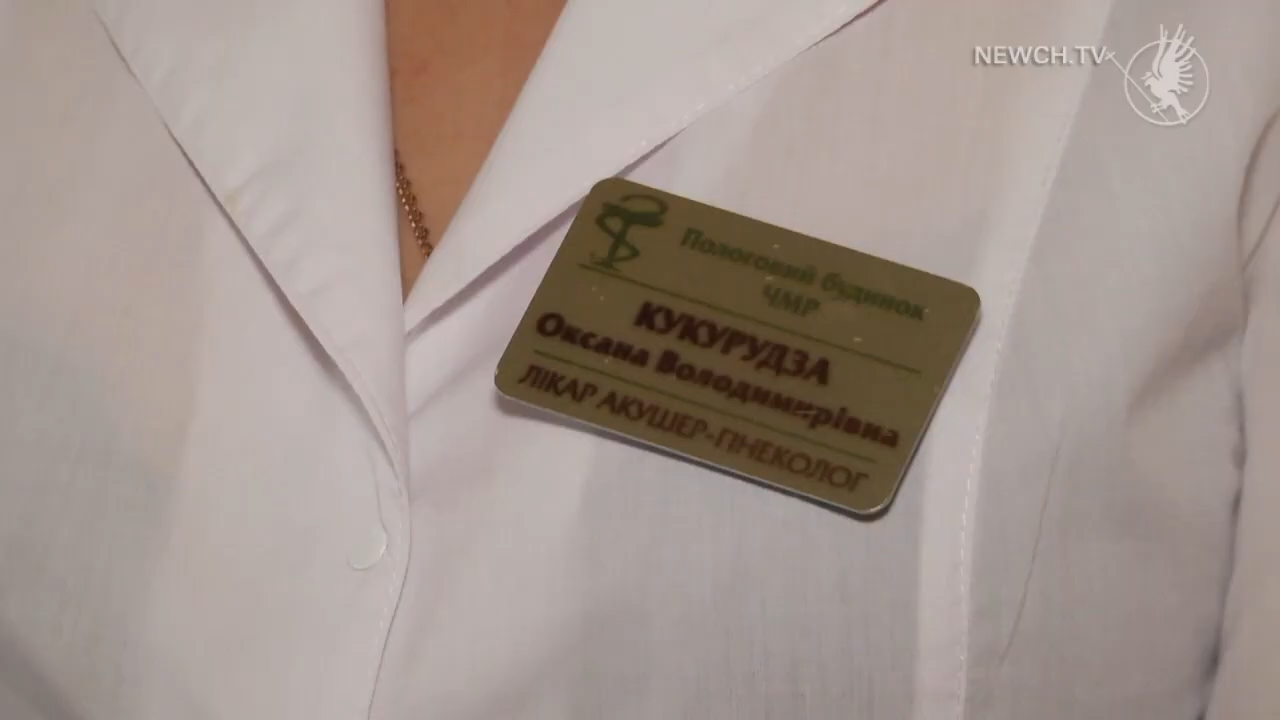 NEWCH.TV
Пологовий будинок
ЧМР
КУКУРУДЗА
Оксана Володимирівна
ЛІКАР АКУШЕР-ГІНЕКОЛОГ